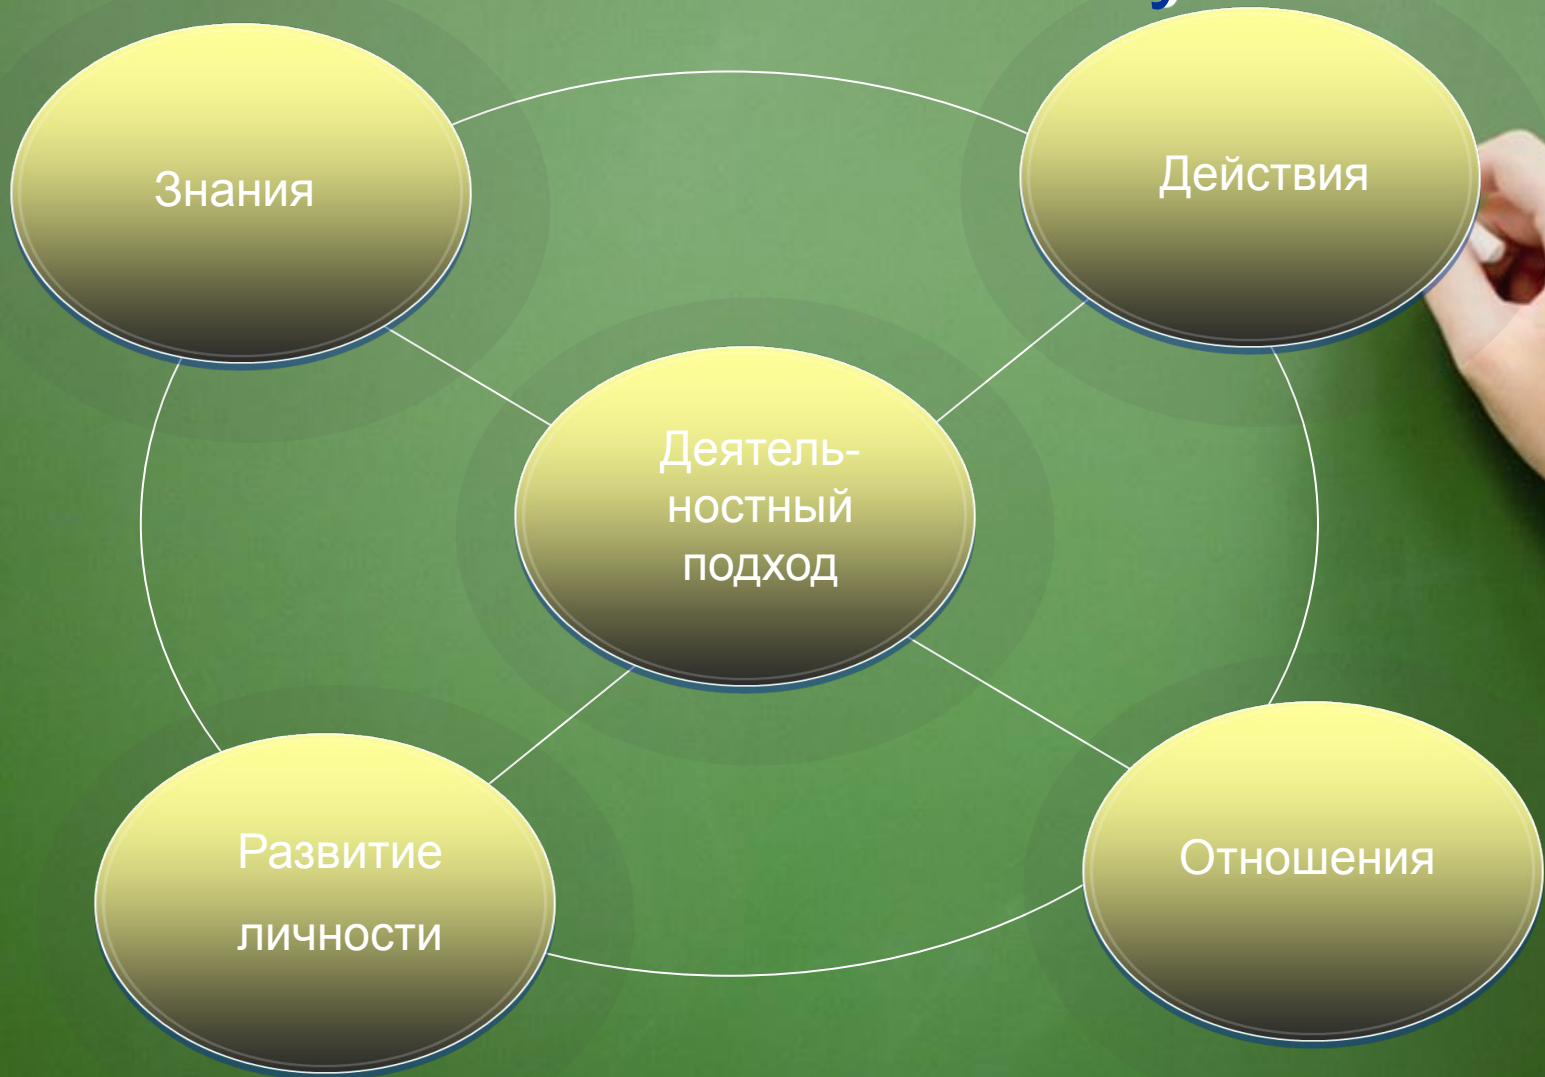 Знания
Действия
Деятель-
ностный
подход
Развитие
личности
Отношения